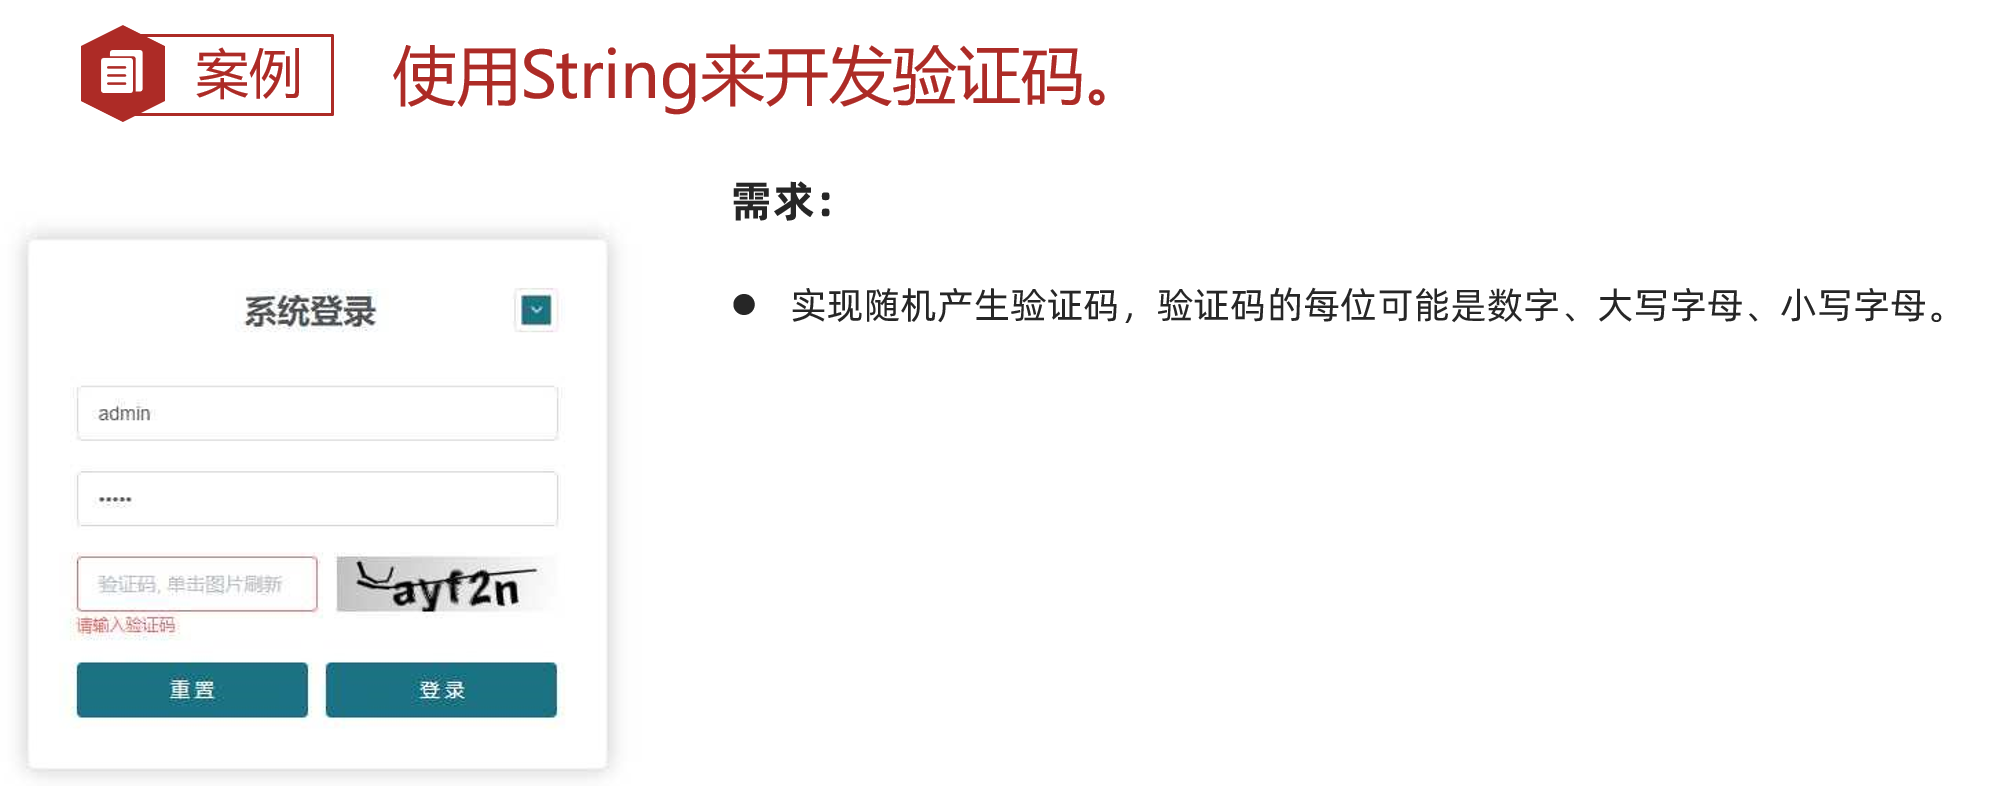 案例
使用String来开发验证码。
需求：
● 实现随机产生验证码，验证码的每位可能是数字、大写字母、小写字母。
系统登录
admin
•••••
验证码, 单击图片刷新
ayf2n
请输入验证码
重置
登录